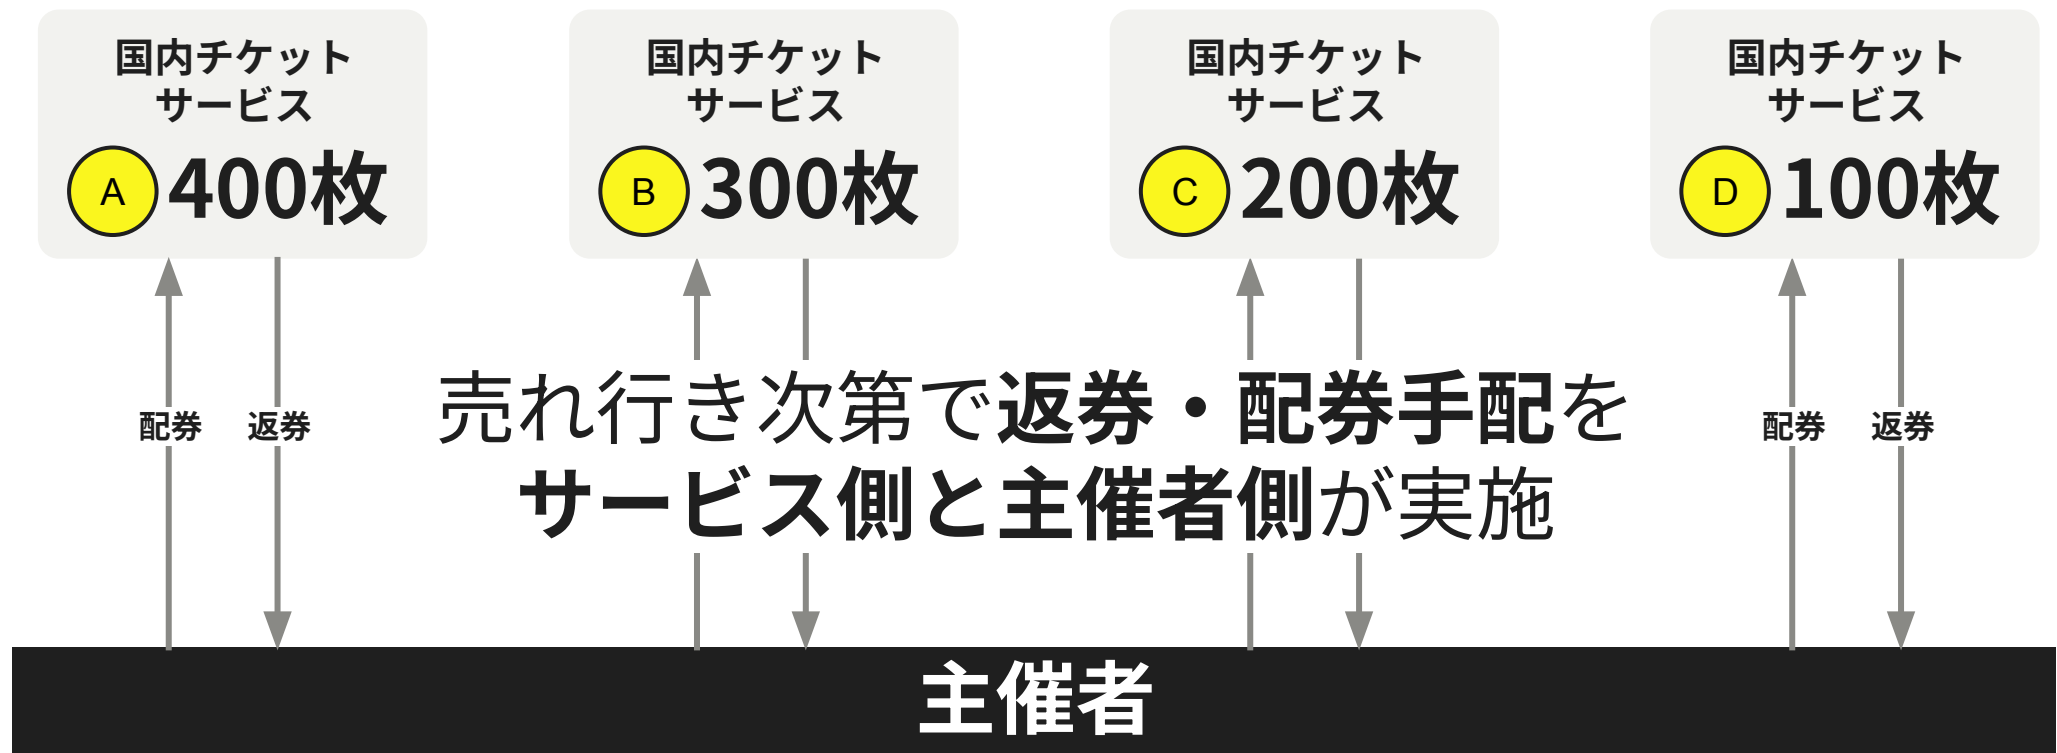 国内チケット
サービス
A 400枚
国内チケット
サービス
B 300枚
国内チケット
サービス
C 200枚
国内チケット
サービス
D 100枚
配券
返券
売れ行き次第で返券・配券手配を
サービス側と主催者側が実施
配券
返券
主催者